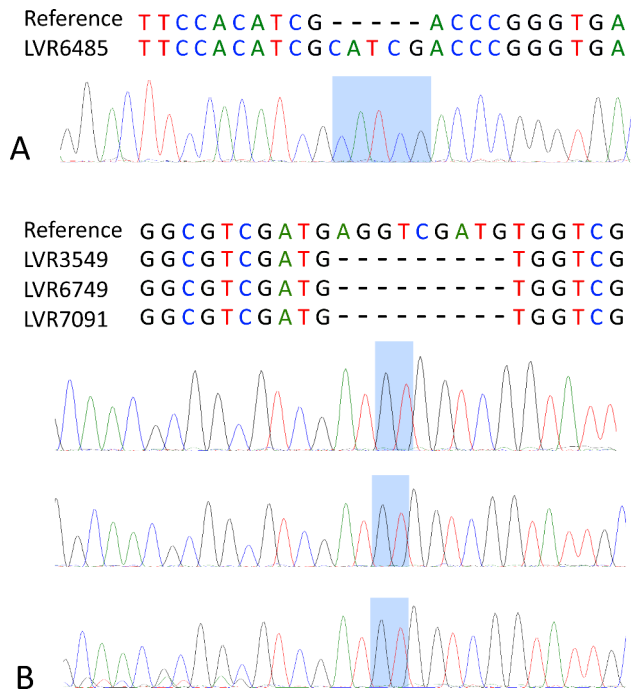 Reference TTCCACATCG-----ACCCGGGTGA
LVR6485 TTCCACATCGCATCGACCCGGGTGA
A
Reference GGCGTCGATGAGGTCGATGTGGTCG
LVR3549 GGCGTCGATG---------TGGTCG
LVR6749 GGCGTCGATG---------TGGTCG
LVR7091 GGCGTCGATG---------TGGTCG
B